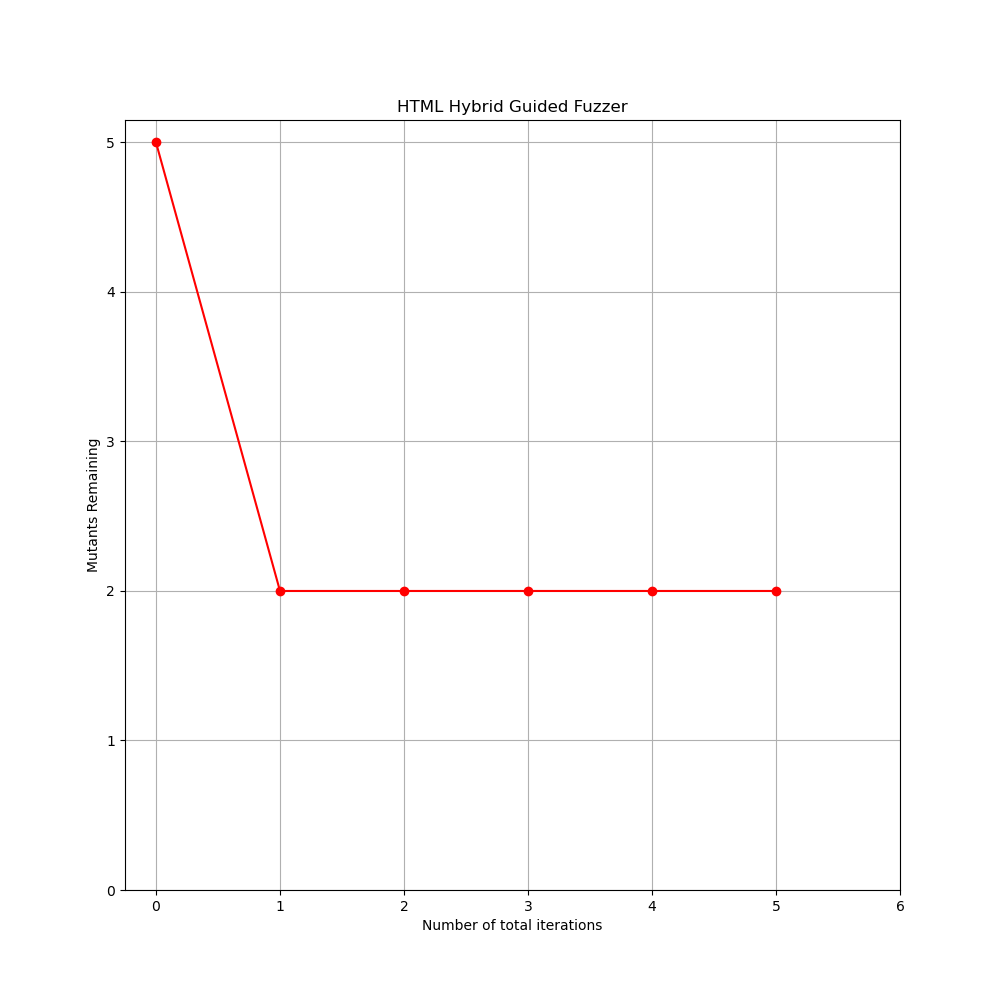 HTML Hybrid Guided Fuzzer
5
4
3
2
1
0
Mutants Remaining
0 1 2 3 4 5 6
Number of total iterations